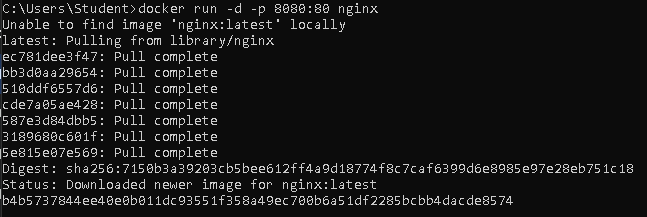 C:\Users\Student>docker run -d -p 8080:80 nginx
Unable to find image 'nginx:latest' locally
latest: Pulling from library/nginx
ec781dee3f47: Pull complete
bb3d0aa29654: Pull complete
510ddf6557d6: Pull complete
cde7a05ae428: Pull complete
587e3d84dbb5: Pull complete
3189680c601f: Pull complete
5e815e07e569: Pull complete
Digest: sha256:7150b3a39203cb5bee612ff4a9d18774f8c7caf6399d6e8985e97e28eb751c18
Status: Downloaded newer image for nginx:latest
b4b5737844ee40e0b011dc93551f358a49ec700b6a51df2285bcbb4dacde8574